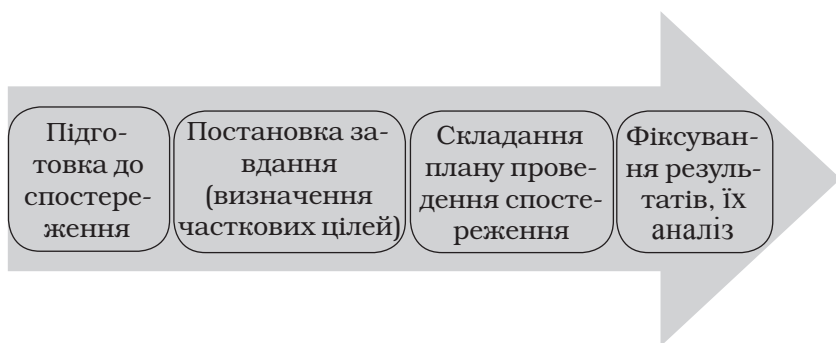 Підго-
товка до
спостере-
ження
Постановка за-
вдання
(визначення
часткових цілей)
Складання
плану прове-
дення спосте-
реження
Фіксуван-
ня резуль-
татів, їх
аналіз